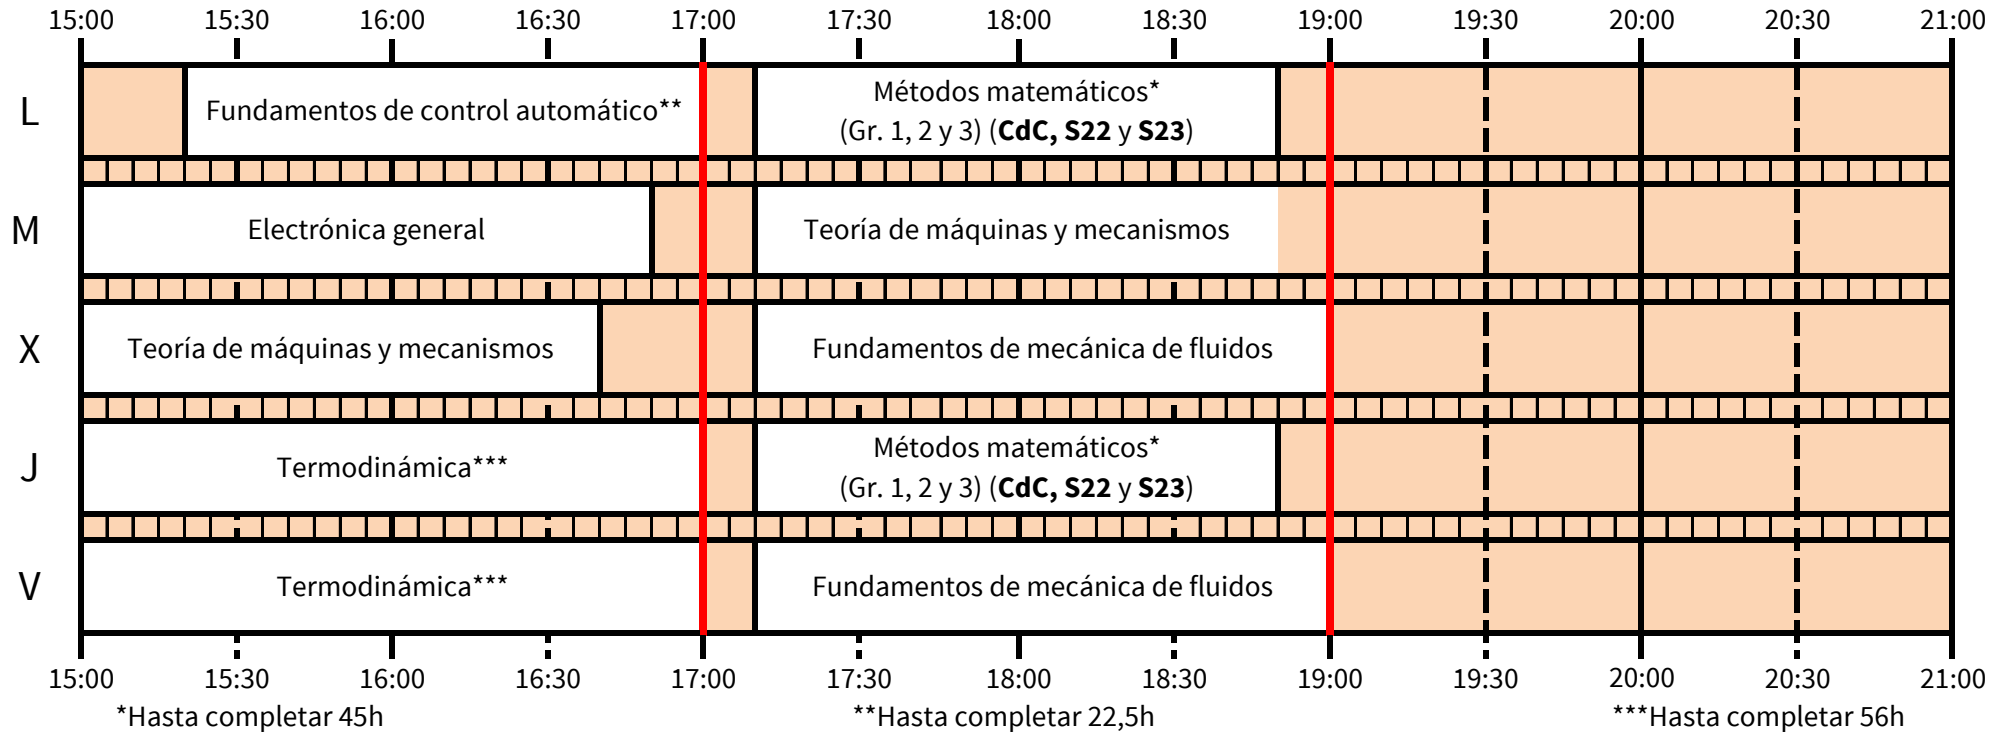 15:00 15:30 16:00 16:30 17:00 17:30 18:00 18:30 19:00 19:30 20:00 20:30 21:00
L
Fundamentos de control automático**
Métodos matemáticos*
(Gr. 1, 2 y 3) (CdC, S22 y S23)
M
Electrónica general
Teoría de máquinas y mecanismos
X
Teoría de máquinas y mecanismos
Fundamentos de mecánica de fluidos
J
Termodinámica***
Métodos matemáticos*
(Gr. 1, 2 y 3) (CdC, S22 y S23)
V
Termodinámica***
Fundamentos de mecánica de fluidos
15:00 15:30 16:00 16:30 17:00 17:30 18:00 18:30 19:00 19:30 20:00 20:30 21:00
*Hasta completar 45h
**Hasta completar 22,5h
***Hasta completar 56h